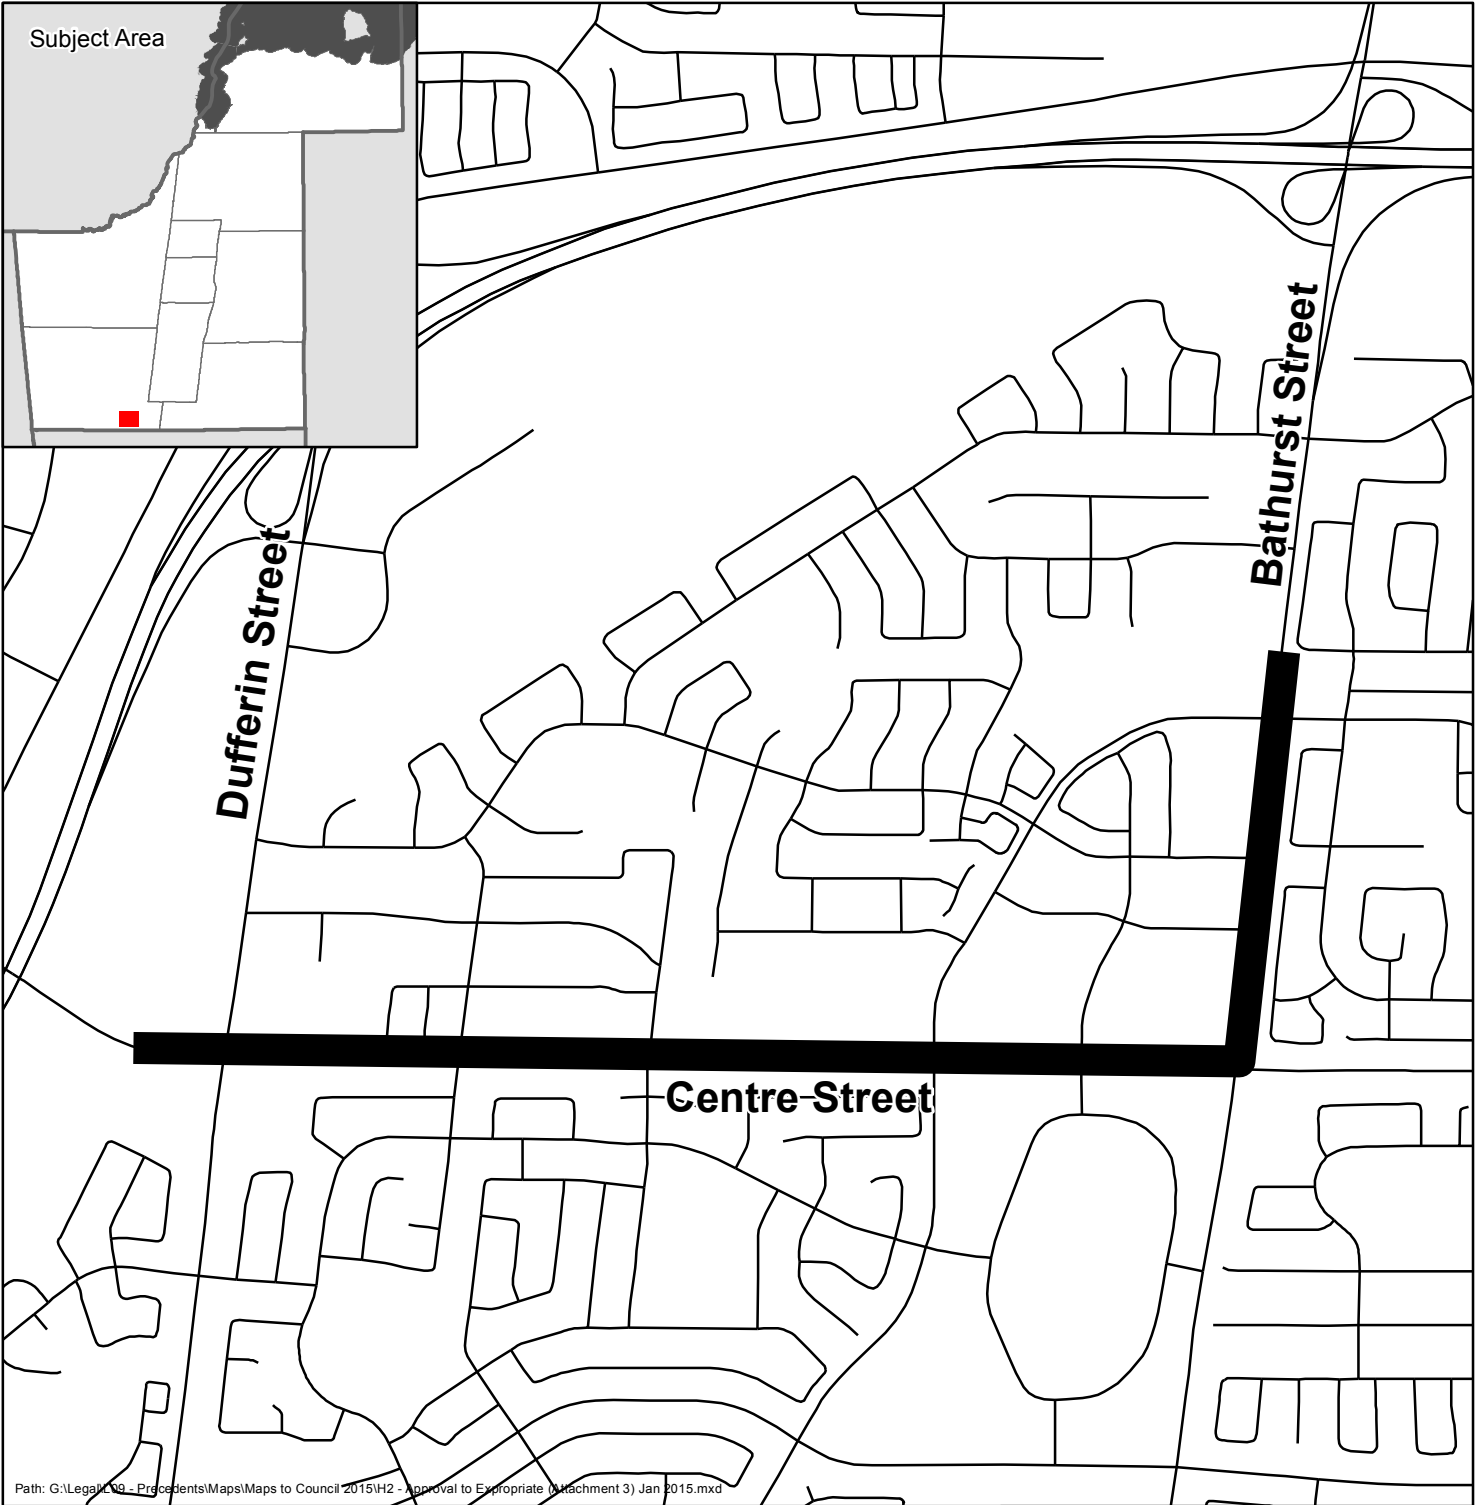 Subject Area
Bathurst Street
Dufferin Street
Centre Street
Path: G:\Legal\L09 - Precedents\Maps\Maps to Council 2015\H2 - Approval to Expropriate (Attachment 3) Jan 2015.mxd